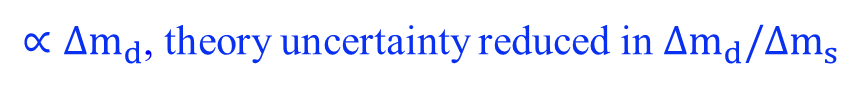 ∝ Δm_d, theory uncertainty reduced in Δm_d/Δm_s